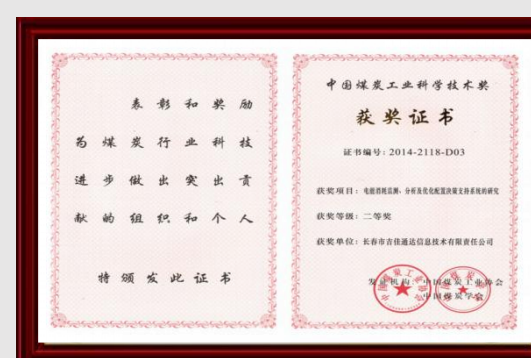 表彰和奖励
为煤炭行业科技
进步做出突出贡
献的组织和个人
特颁发此证书
中国煤炭工业科学技术奖
获奖证书
证书编号：2014-2118-D03
获奖项目：电能消耗监测、分析及优化配置决策支持系统的研究
获奖等级：二等奖
获奖单位：长春市吉佳通达信息技术有限责任公司
发证机构：中国煤炭工业协会
中国煤炭学会